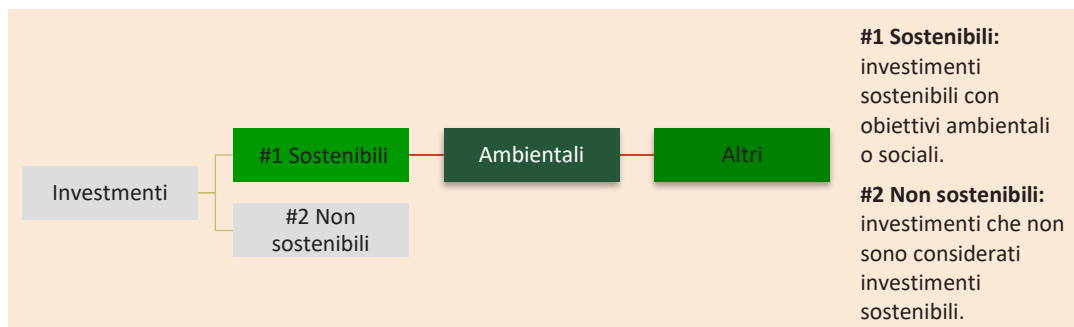 Investmenti
#1 Sostenibili
#2 Non
sostenibili
Ambientali
Altri
#1 Sostenibili:
investimenti
sostenibili con
obiettivi ambientali
o sociali.
#2 Non sostenibili:
investimenti che non
sono considerati
investimenti
sostenibili.